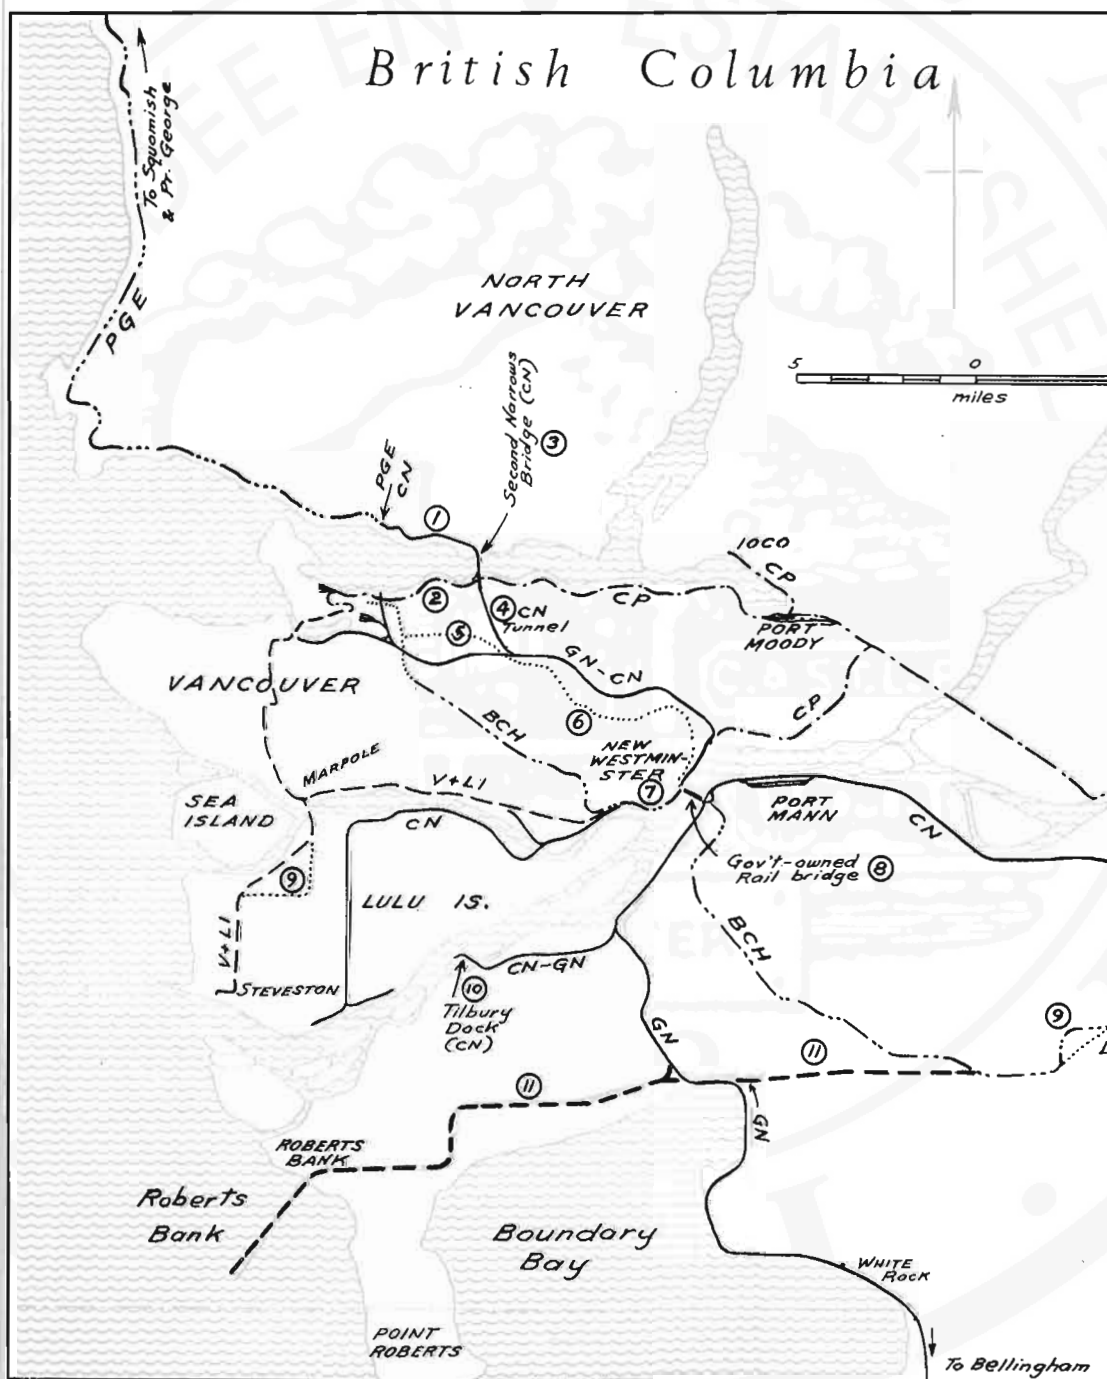 British Columbia
To Squamish
& Pr. George
PGE
NORTH
VANCOUVER
5 0
miles
Second Narrows
Bridge (CN)
③
PGE
CN
①
IOCO
CP
②
CP
④ CN
Tunnel
⑤
PORT
MOODY
GN-CN
VANCOUVER
BCH
⑥
CP
NEW
WESTMIN-
STER
⑦
MARPOLE
V+LI
SEA
ISLAND
CN
PORT
MANN
CN
Gov't-owned
Rail bridge ⑧
⑨
LULU IS.
V+LI
BCH
CN-GN
STEVESTON
⑩
Tilbury
Dock
(CN)
GN
⑨
⑪
⑪
GN
ROBERTS
BANK
Roberts
Bank
Boundary
Bay
WHITE
ROCK
POINT
ROBERTS
To Bellingham